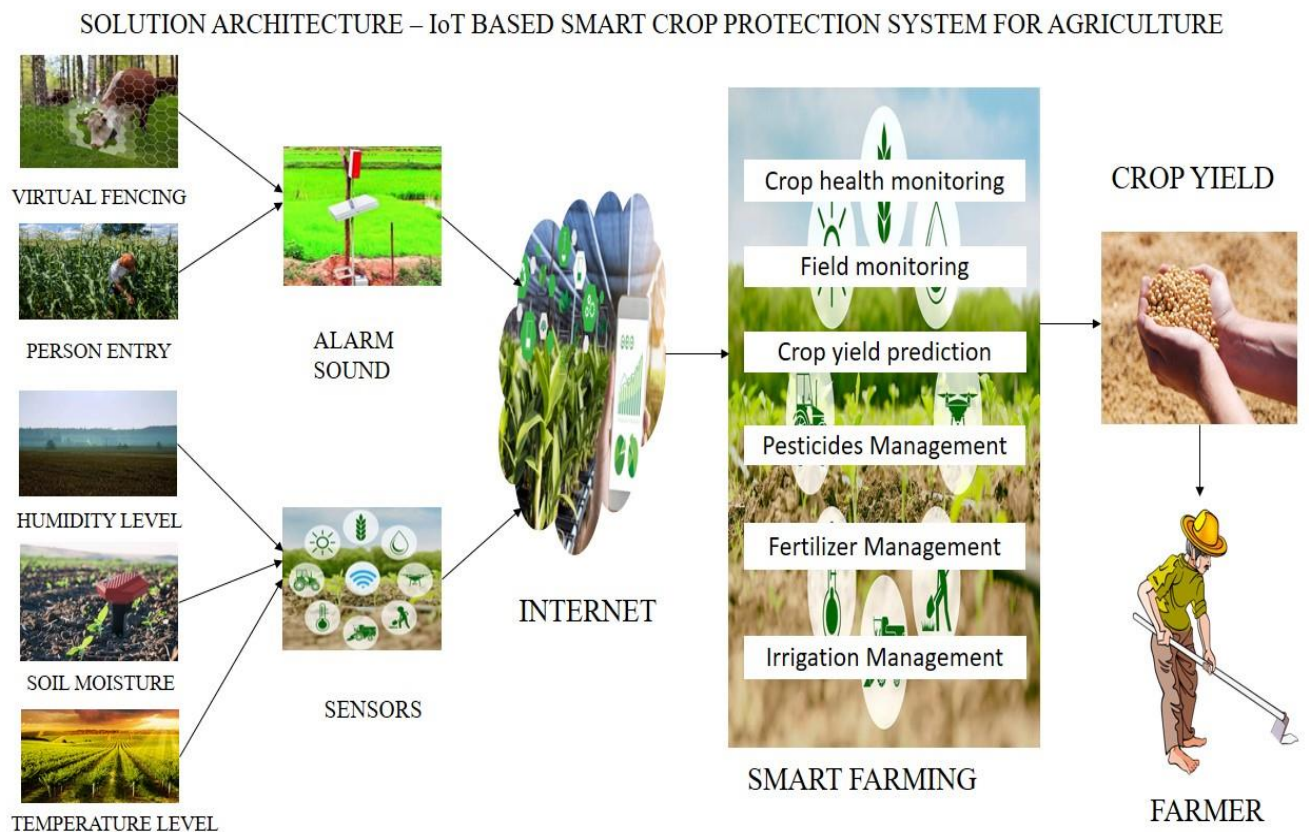 SOLUTION ARCHITECTURE – IoT BASED SMART CROP PROTECTION SYSTEM FOR AGRICULTURE
VIRTUAL FENCING
PERSON ENTRY
HUMIDITY LEVEL
SOIL MOISTURE
TEMPERATURE LEVEL
ALARM
SOUND
SENSORS
INTERNET
Crop health monitoring
Field monitoring
Crop yield prediction
Pesticides Management
Fertilizer Management
Irrigation Management
SMART FARMING
CROP YIELD
FARMER